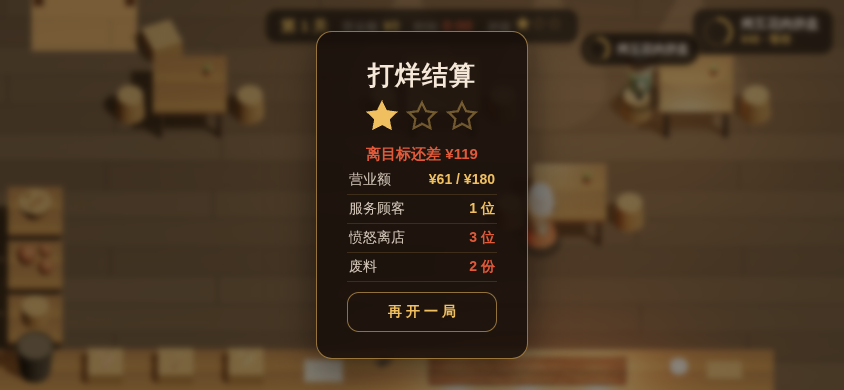 打烊结算
离目标还差 ¥119
营业额 ¥61 / ¥180
服务顾客 1 位
愤怒离店 3 位
废料 2 份
再开一局